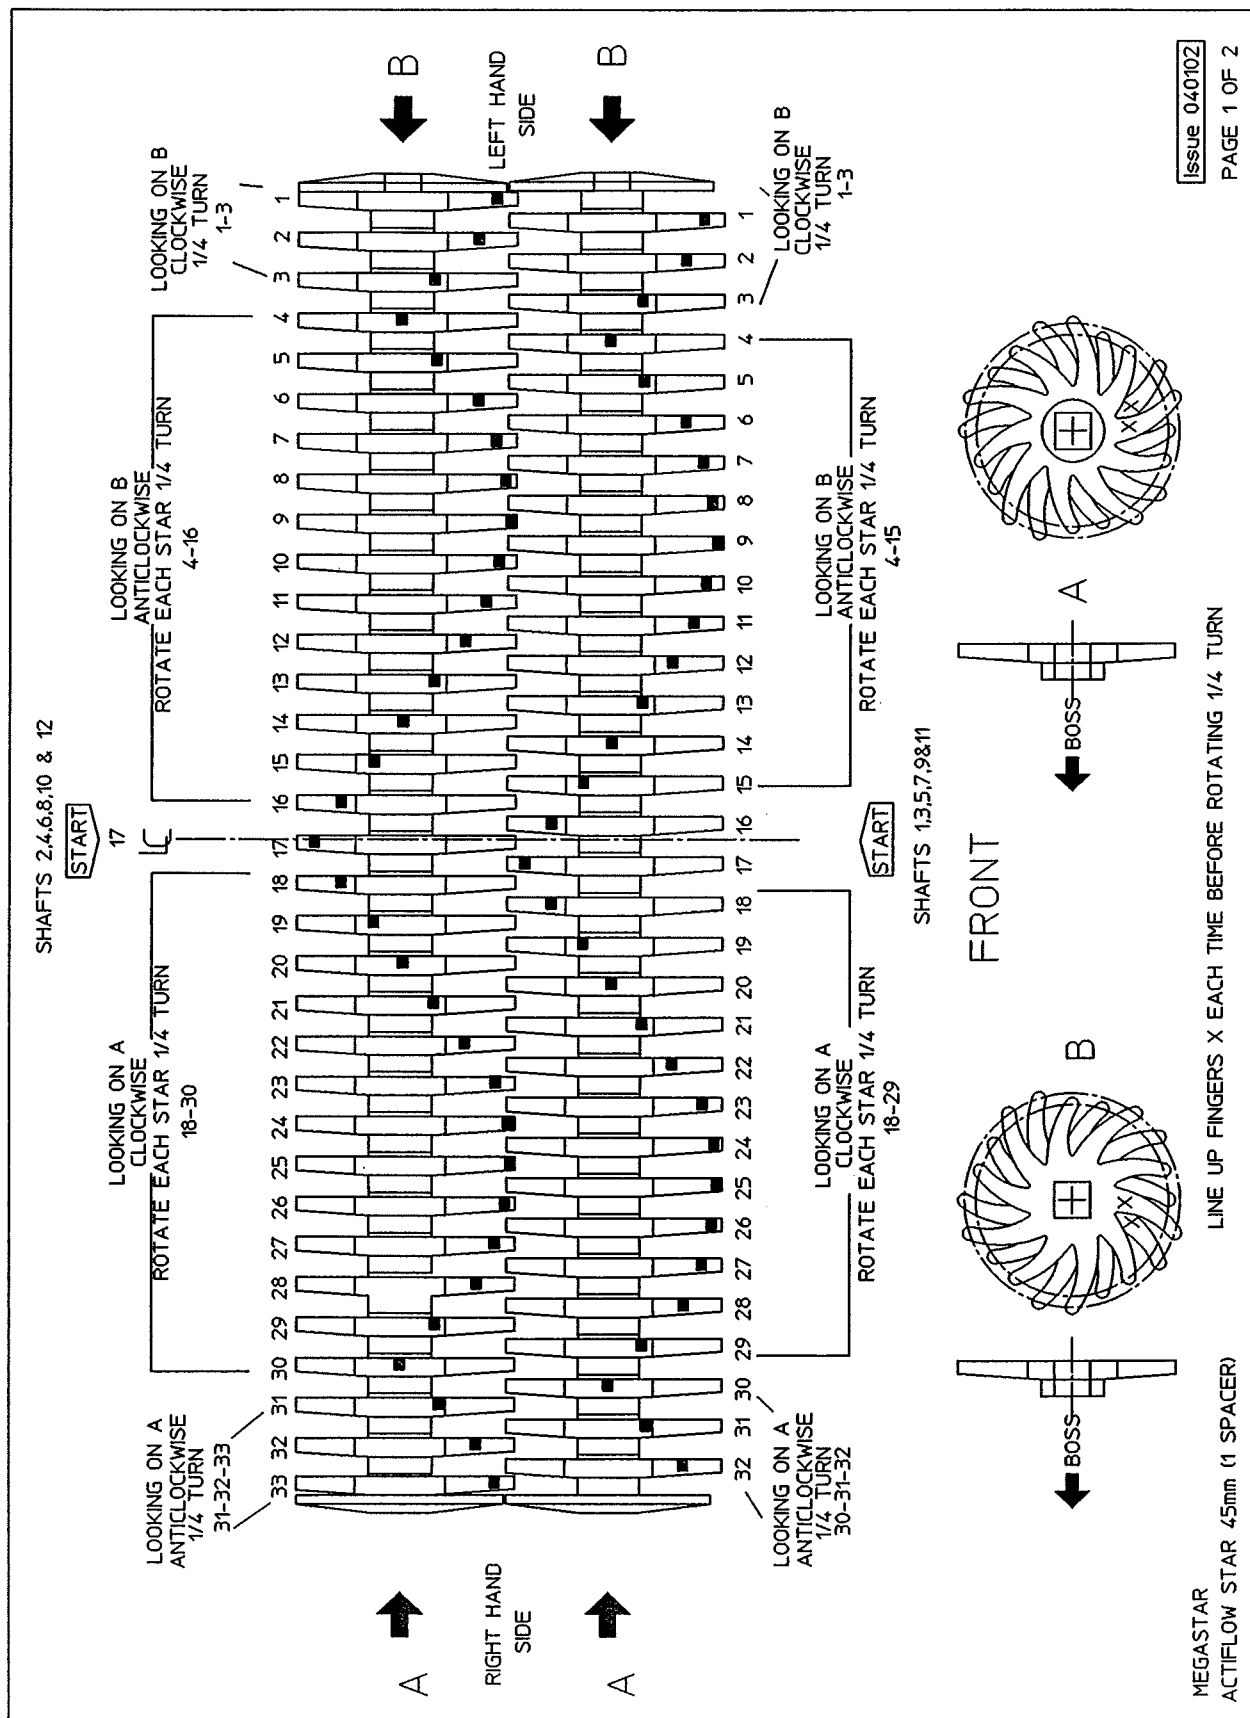 SHAFTS 2,4,6,8,10 & 12
START
17
CL
LOOKING ON A
ANTICLOCKWISE
1/4 TURN
31-32-33
LOOKING ON A
CLOCKWISE
ROTATE EACH STAR 1/4 TURN
18-30
LOOKING ON B
ANTICLOCKWISE
ROTATE EACH STAR 1/4 TURN
4-16
LOOKING ON B
CLOCKWISE
1/4 TURN
1-3
33 32 31 30 29 28 27 26 25 24 23 22 21 20 19 18 17 16 15 14 13 12 11 10 9 8 7 6 5 4 3 2 1
A
B
RIGHT HAND
SIDE
LEFT HAND
SIDE
A
B
32 31 30 29 28 27 26 25 24 23 22 21 20 19 18 17 16 15 14 13 12 11 10 9 8 7 6 5 4 3 2 1
LOOKING ON A
ANTICLOCKWISE
1/4 TURN
30-31-32
LOOKING ON A
CLOCKWISE
ROTATE EACH STAR 1/4 TURN
18-29
START
SHAFTS 1,3,5,7,9&11
LOOKING ON B
ANTICLOCKWISE
ROTATE EACH STAR 1/4 TURN
4-15
LOOKING ON B
CLOCKWISE
1/4 TURN
1-3
FRONT
BOSS
B
X X
BOSS
A
X X
MEGASTAR
ACTIFLOW STAR 45mm (1 SPACER)
LINE UP FINGERS X EACH TIME BEFORE ROTATING 1/4 TURN
Issue 040102
PAGE 1 OF 2